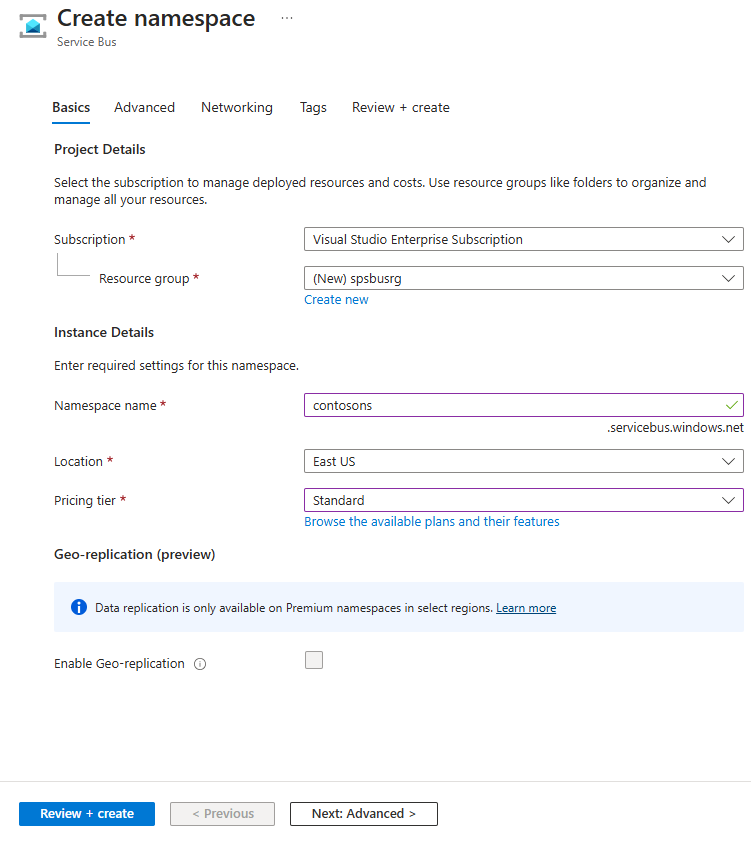 Create namespace
...
Service Bus
Basics Advanced Networking Tags Review + create
Project Details
Select the subscription to manage deployed resources and costs. Use resource groups like folders to organize and
manage all your resources.
Subscription * Visual Studio Enterprise Subscription
Resource group * (New) spsbusrg
Create new
Instance Details
Enter required settings for this namespace.
Namespace name * contosons
.servicebus.windows.net
Location * East US
Pricing tier * Standard
Browse the available plans and their features
Geo-replication (preview)
Data replication is only available on Premium namespaces in select regions. Learn more
Enable Geo-replication
Review + create < Previous Next: Advanced >